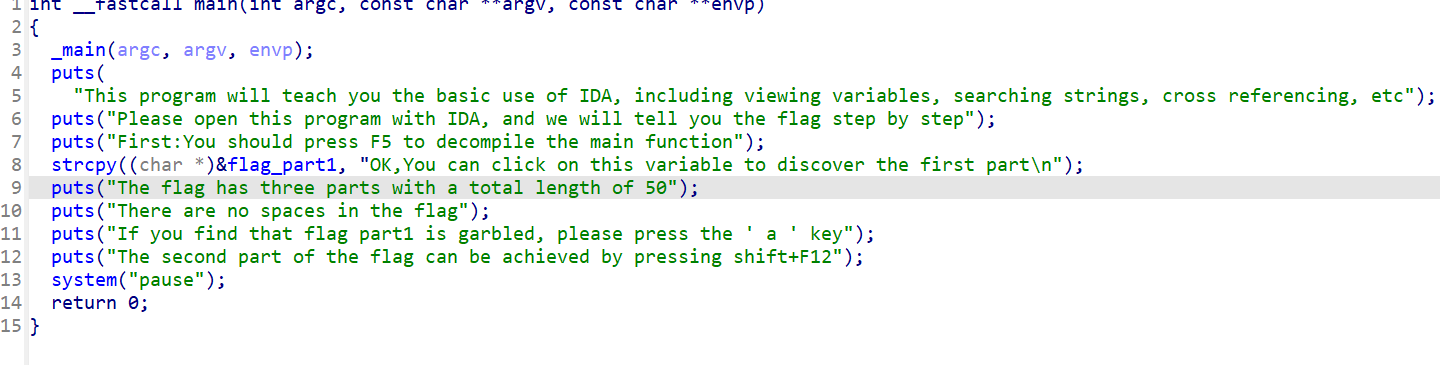 1 int __fastcall main(int argc, const char **argv, const char **envp)
2 {
3   _main(argc, argv, envp);
4   puts(
5     "This program will teach you the basic use of IDA, including viewing variables, searching strings, cross referencing, etc");
6   puts("Please open this program with IDA, and we will tell you the flag step by step");
7   puts("First:You should press F5 to decompile the main function");
8   strcpy((char *)&flag_part1, "OK,You can click on this variable to discover the first part\n");
9   puts("The flag has three parts with a total length of 50");
10   puts("There are no spaces in the flag");
11   puts("If you find that flag part1 is garbled, please press the ' a ' key");
12   puts("The second part of the flag can be achieved by pressing shift+F12");
13   system("pause");
14   return 0;
15 }